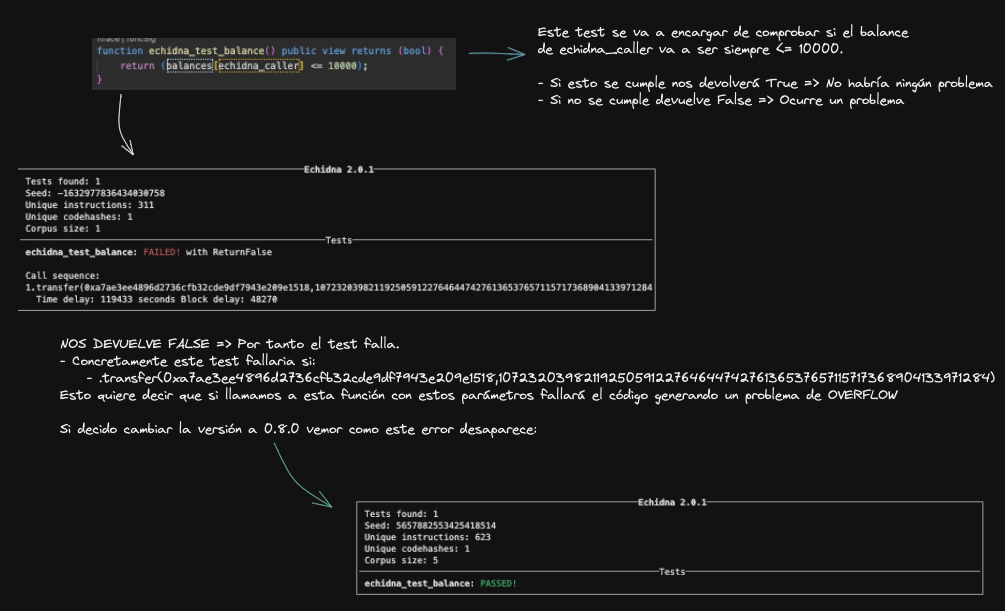 ftrace | funcSig
function echidna_test_balance() public view returns (bool) {
return (balances[echidna_caller] <= 10000);
}
Este test se va a encargar de comprobar si el balance
de echidna_caller va a ser siempre <= 10000.
- Si esto se cumple nos devolverá True => No habría ningún problema
- Si no se cumple devuelve False => Ocurre un problema
Echidna 2.0.1
Tests found: 1
Seed: -1632977836434030758
Unique instructions: 311
Unique codehashes: 1
Corpus size: 1
Tests
echidna_test_balance: FAILED! with ReturnFalse
Call sequence:
1.transfer(0xa7ae3ee4896d2736cfb32cde9df7943e209e1518,107232039821192505912276464474276136537657115717368904133971284
Time delay: 119433 seconds Block delay: 48270
NOS DEVUELVE FALSE => Por tanto el test falla.
- Concretamente este test fallaria si:
- .transfer(0xa7ae3ee4896d2736cfb32cde9df7943e209e1518,107232039821192505912276464474276136537657115717368904133971284)
Esto quiere decir que si llamamos a esta función con estos parámetros fallará el código generando un problema de OVERFLOW
Si decido cambiar la versión a 0.8.0 vemor como este error desaparece:
Echidna 2.0.1
Tests found: 1
Seed: 5657882553425418514
Unique instructions: 623
Unique codehashes: 1
Corpus size: 5
Tests
echidna_test_balance: PASSED!